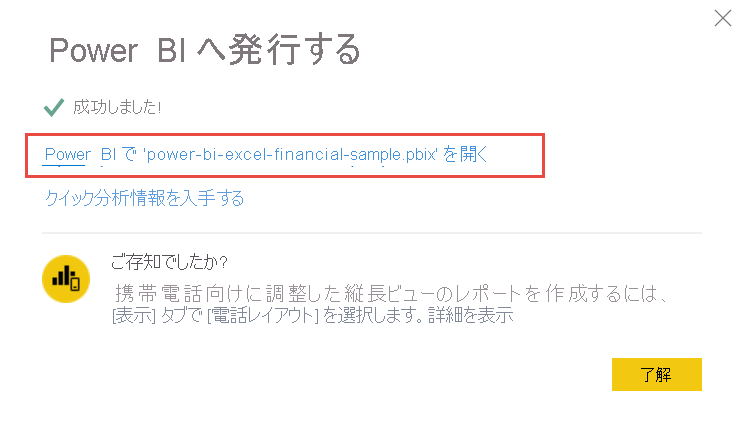 Power BI へ発行する
成功しました!
Power BI で 'power-bi-excel-financial-sample.pbix' を開く
クイック分析情報を入手する
ご存知でしたか?
携帯電話向けに調整した縦長ビューのレポートを作成するには、
[表示] タブで [電話レイアウト] を選択します。詳細を表示
了解